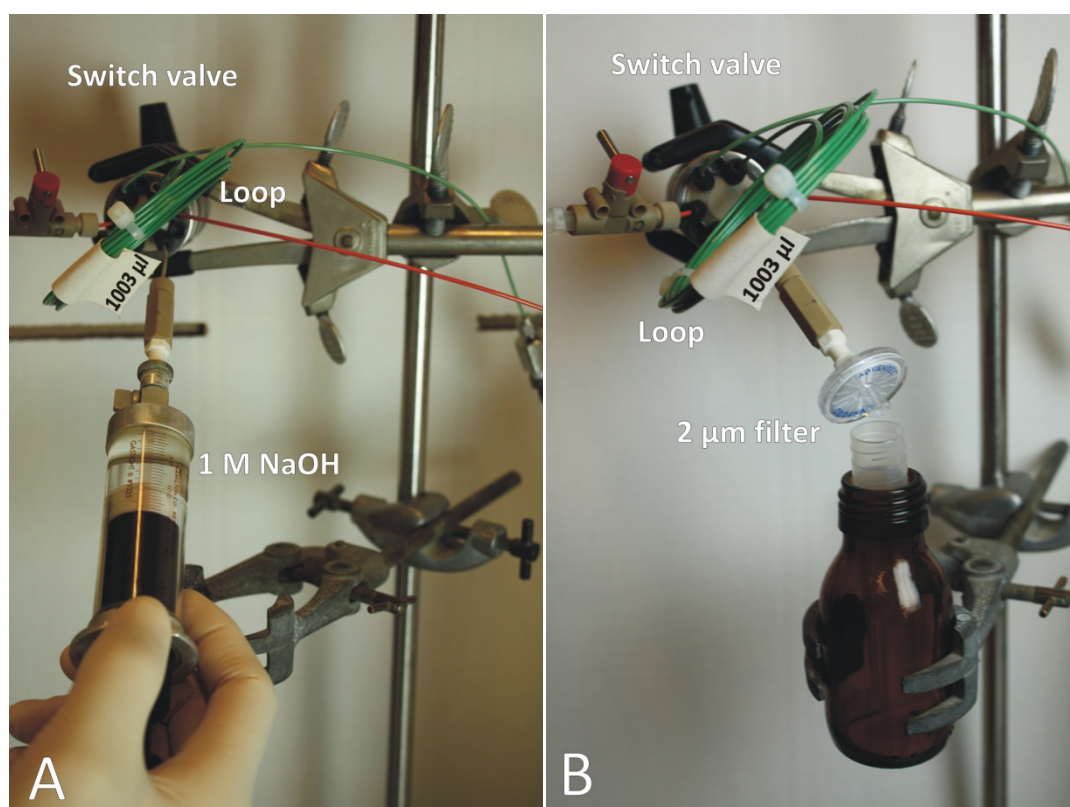 Switch valve
Loop
1003 µl
1 M NaOH
A
Switch valve
1003 µl
Loop
2 µm filter
B